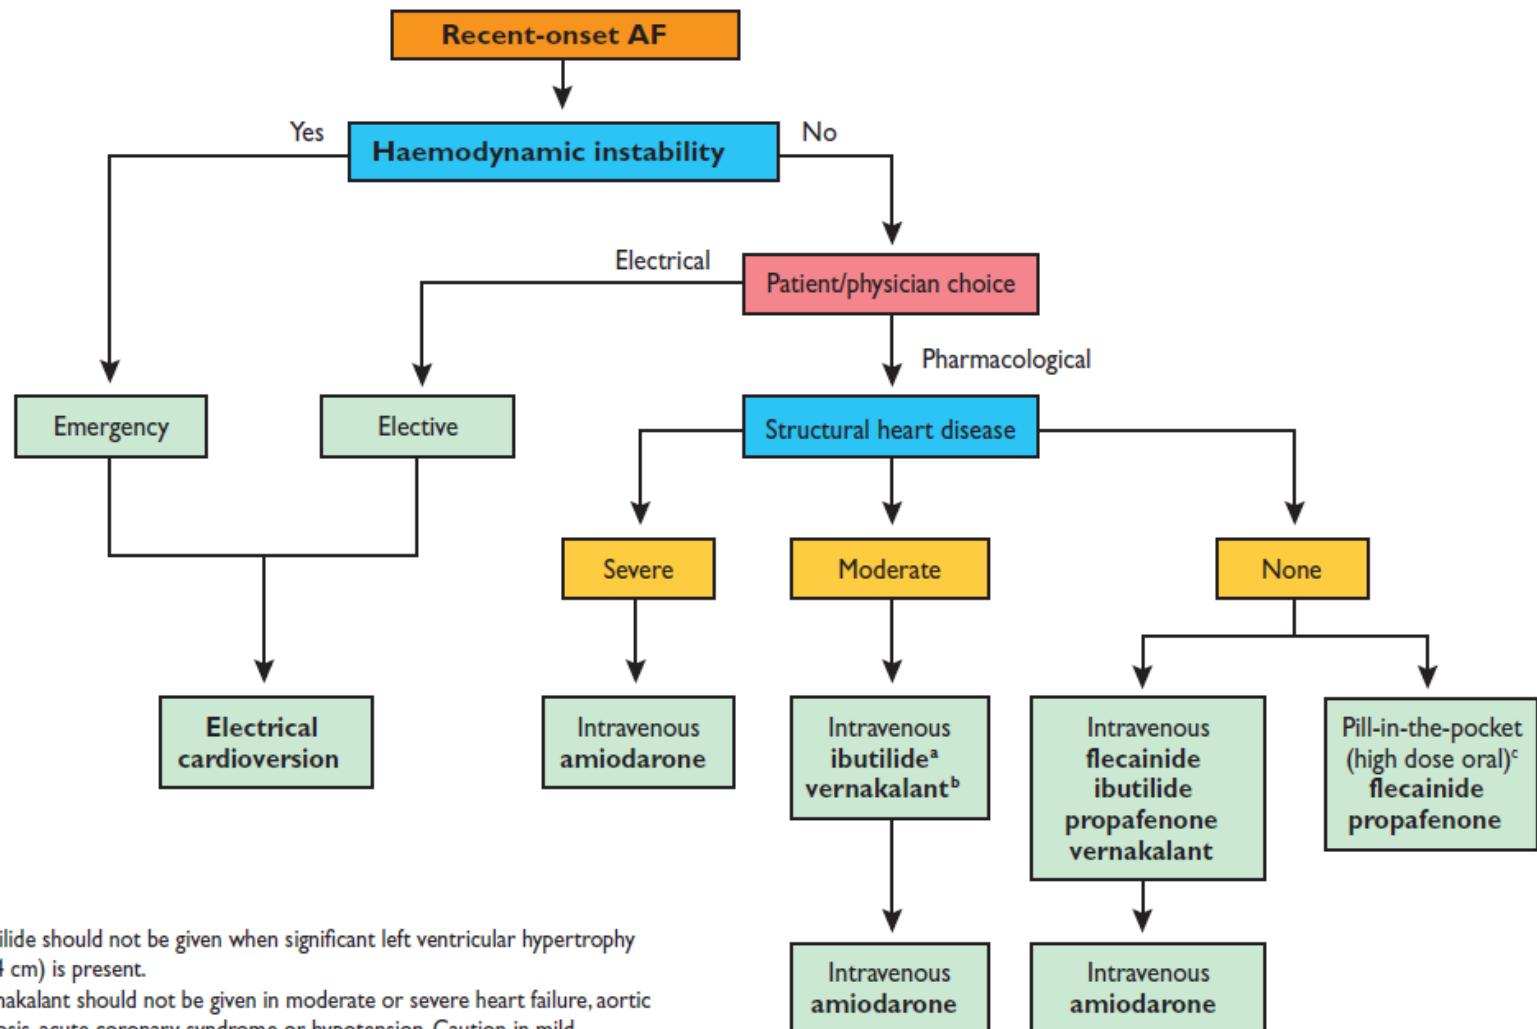 Recent-onset AF
Yes
Haemodynamic instability
No
Electrical
Patient/physician choice
Pharmacological
Emergency
Elective
Structural heart disease
Severe
Moderate
None
Electrical
cardioversion
Intravenous
amiodarone
Intravenous
ibutilideᵃ
vernakalantᵇ
Intravenous
flecainide
ibutilide
propafenone
vernakalant
Pill-in-the-pocket
(high dose oral)ᶜ
flecainide
propafenone
Intravenous
amiodarone
Intravenous
amiodarone
should not be given when significant left ventricular hypertrophy
cm) is present.
should not be given in moderate or severe heart failure, aortic
acute coronary syndrome or hypotension. Caution in mild